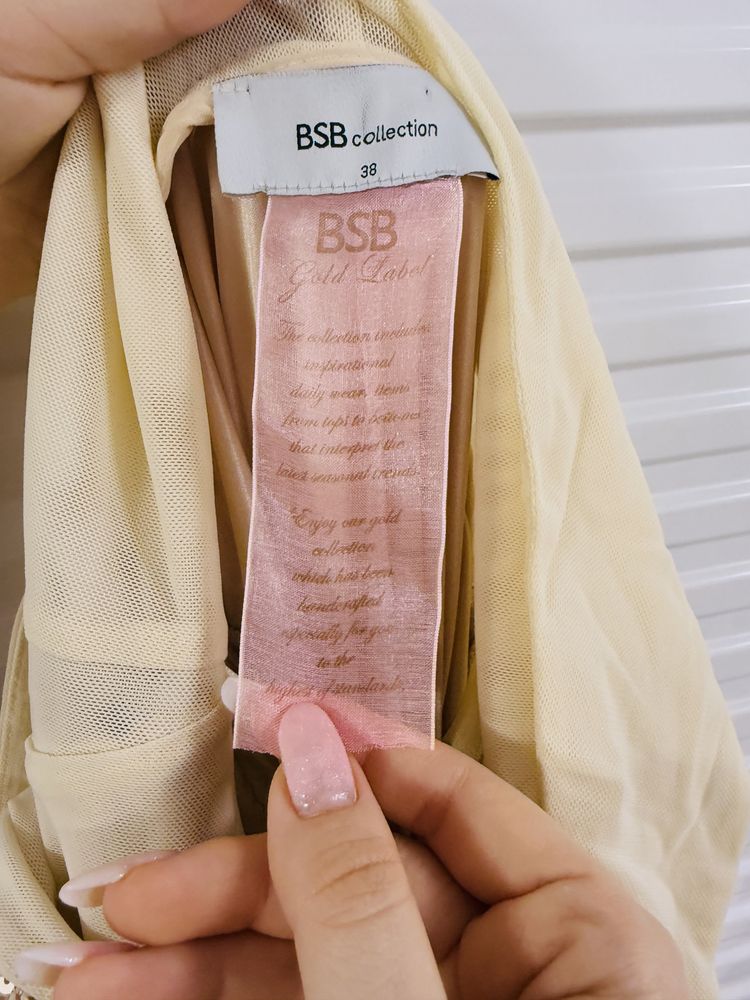 BSB collection
38
BSB
Gold Label
The collection includes
inspirational
daily wear, items
from tops to bottoms
that interpret the
latest seasonal trends.
"Enjoy our gold
collection
which has been
handcrafted
especially for you
to the
highest of standards,